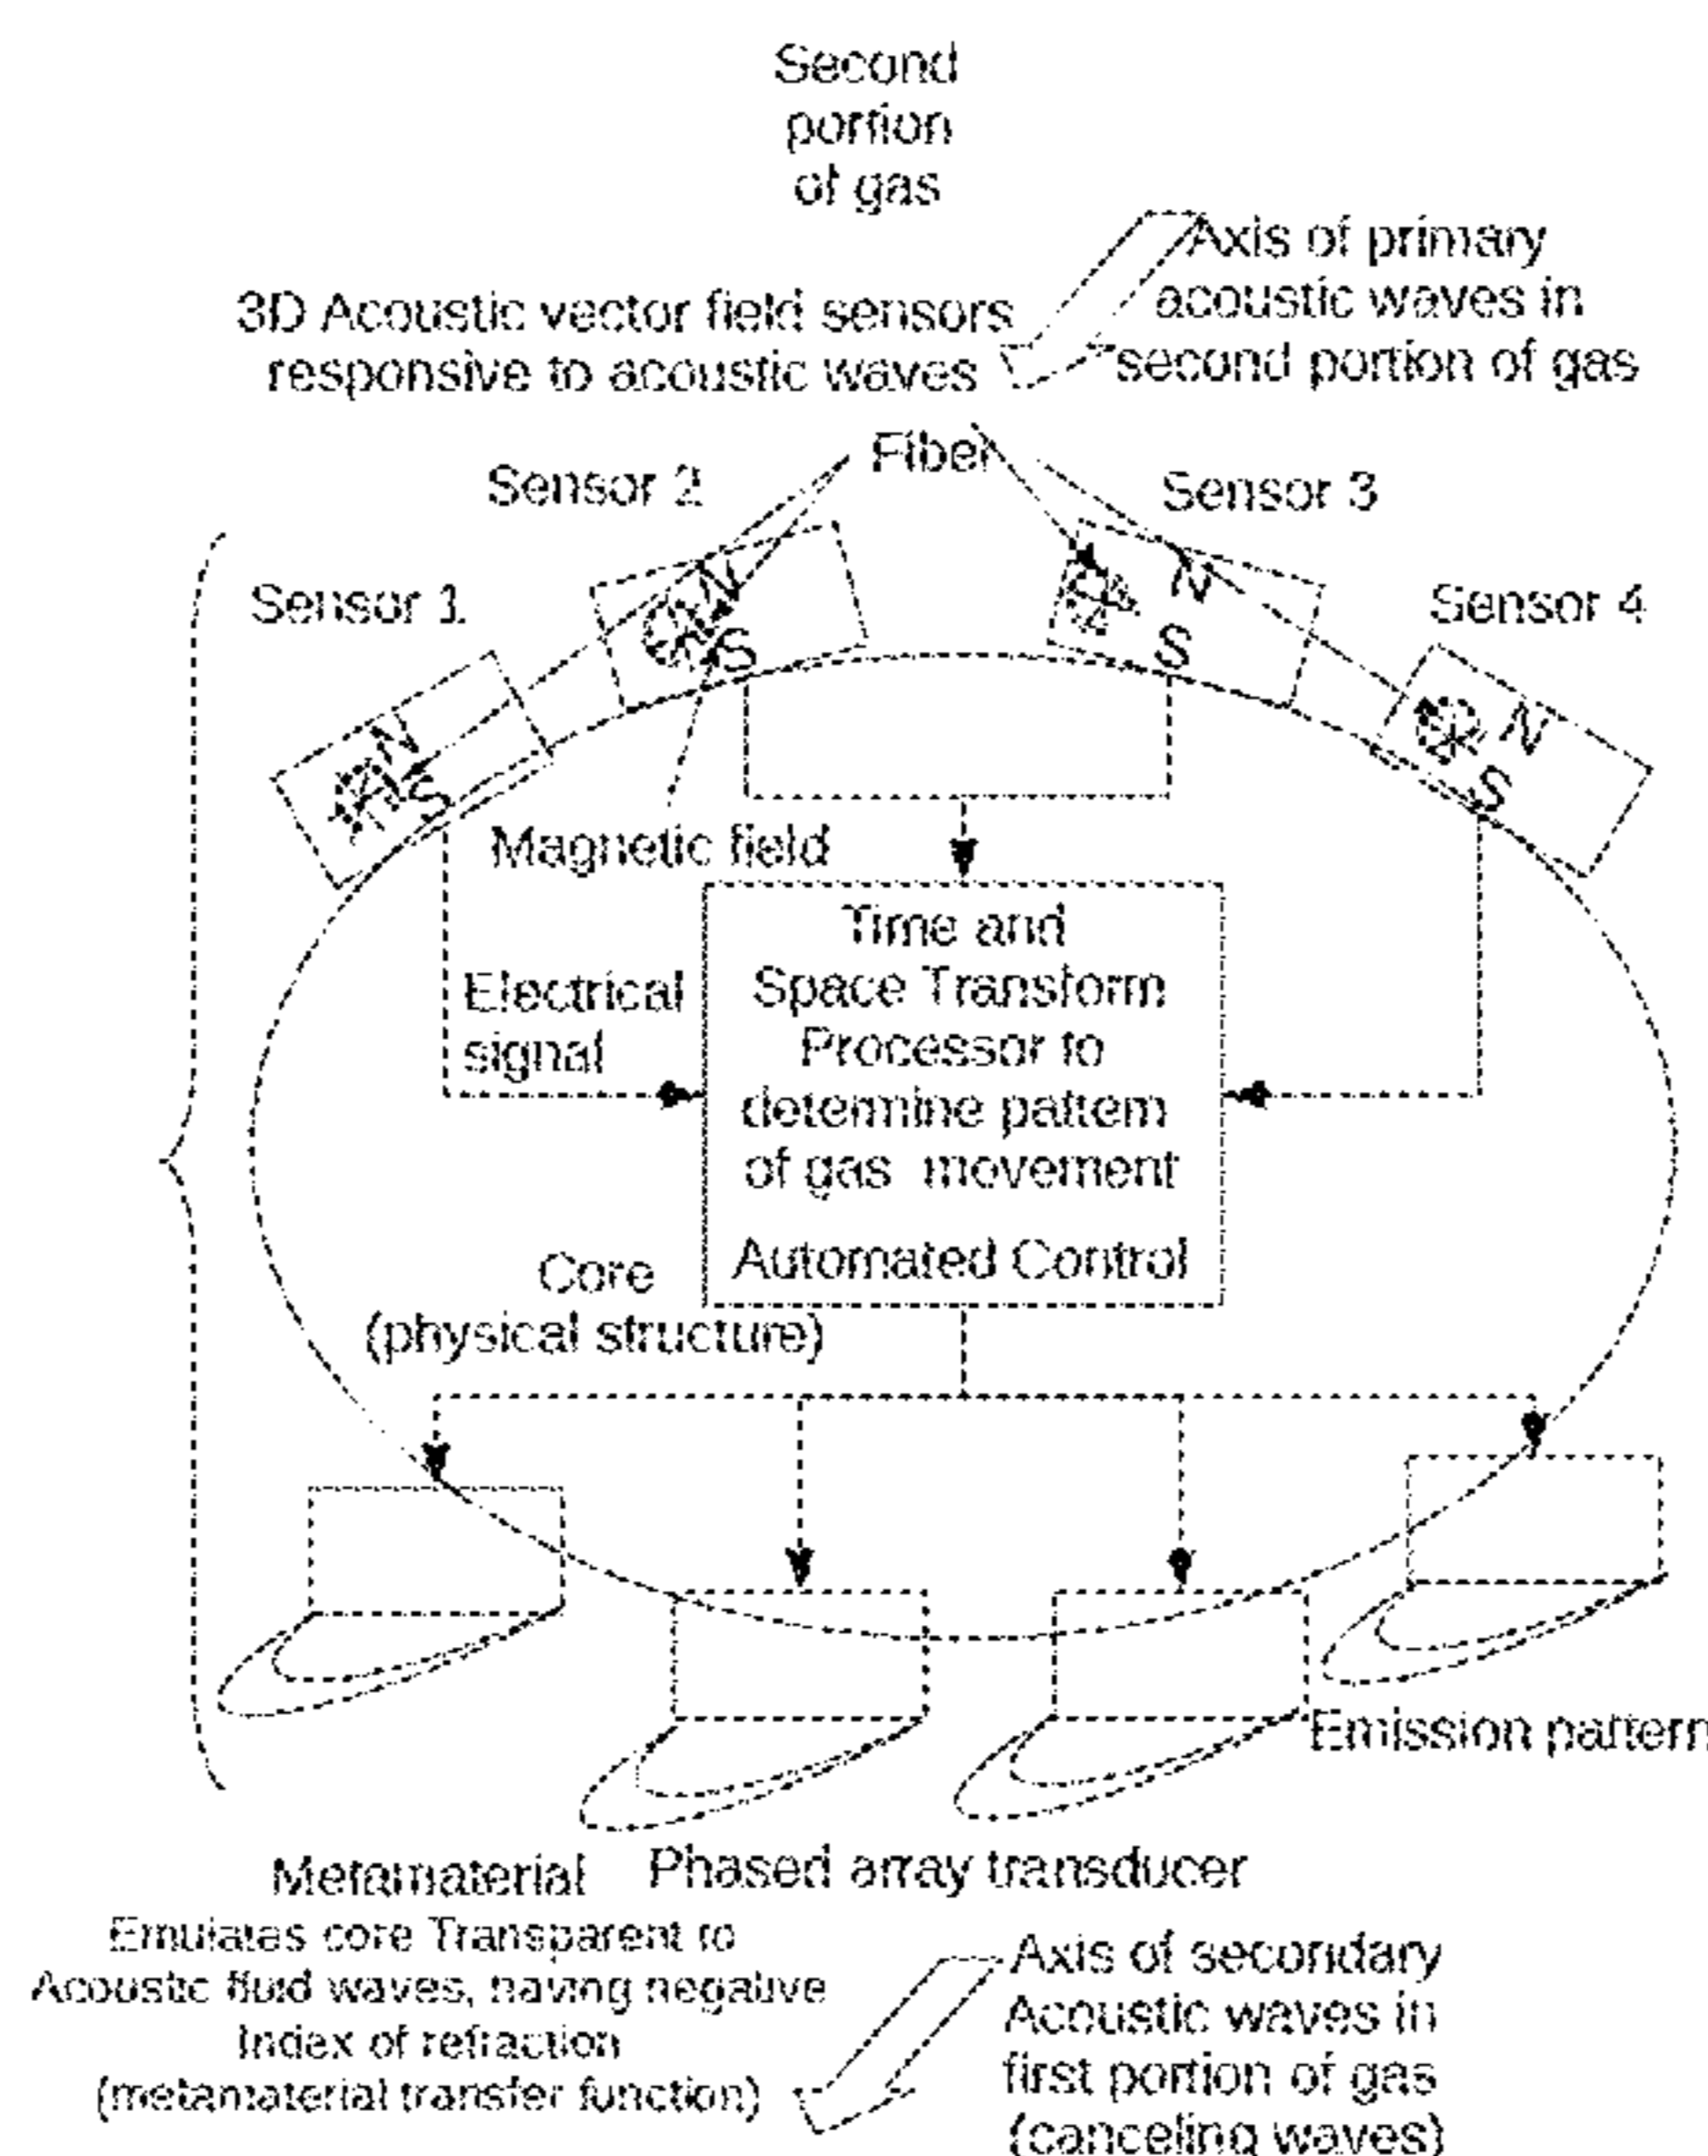 Second
portion
of gas
Axis of primary
acoustic waves in
second portion of gas
3D Acoustic vector field sensors
responsive to acoustic waves
Fiber
Sensor 2
Sensor 3
Sensor 1
Sensor 4
N
S
N
S
N
S
N
S
Magnetic field
Electrical
signal
Time and
Space Transform
Processor to
determine pattern
of gas movement
Automated Control
Core
(physical structure)
Emission pattern
Phased array transducer
Metamaterial
Emulates core Transparent to
Acoustic fluid waves, having negative
Index of refraction
(metamaterial transfer function)
Axis of secondary
Acoustic waves in
first portion of gas
(canceling waves)